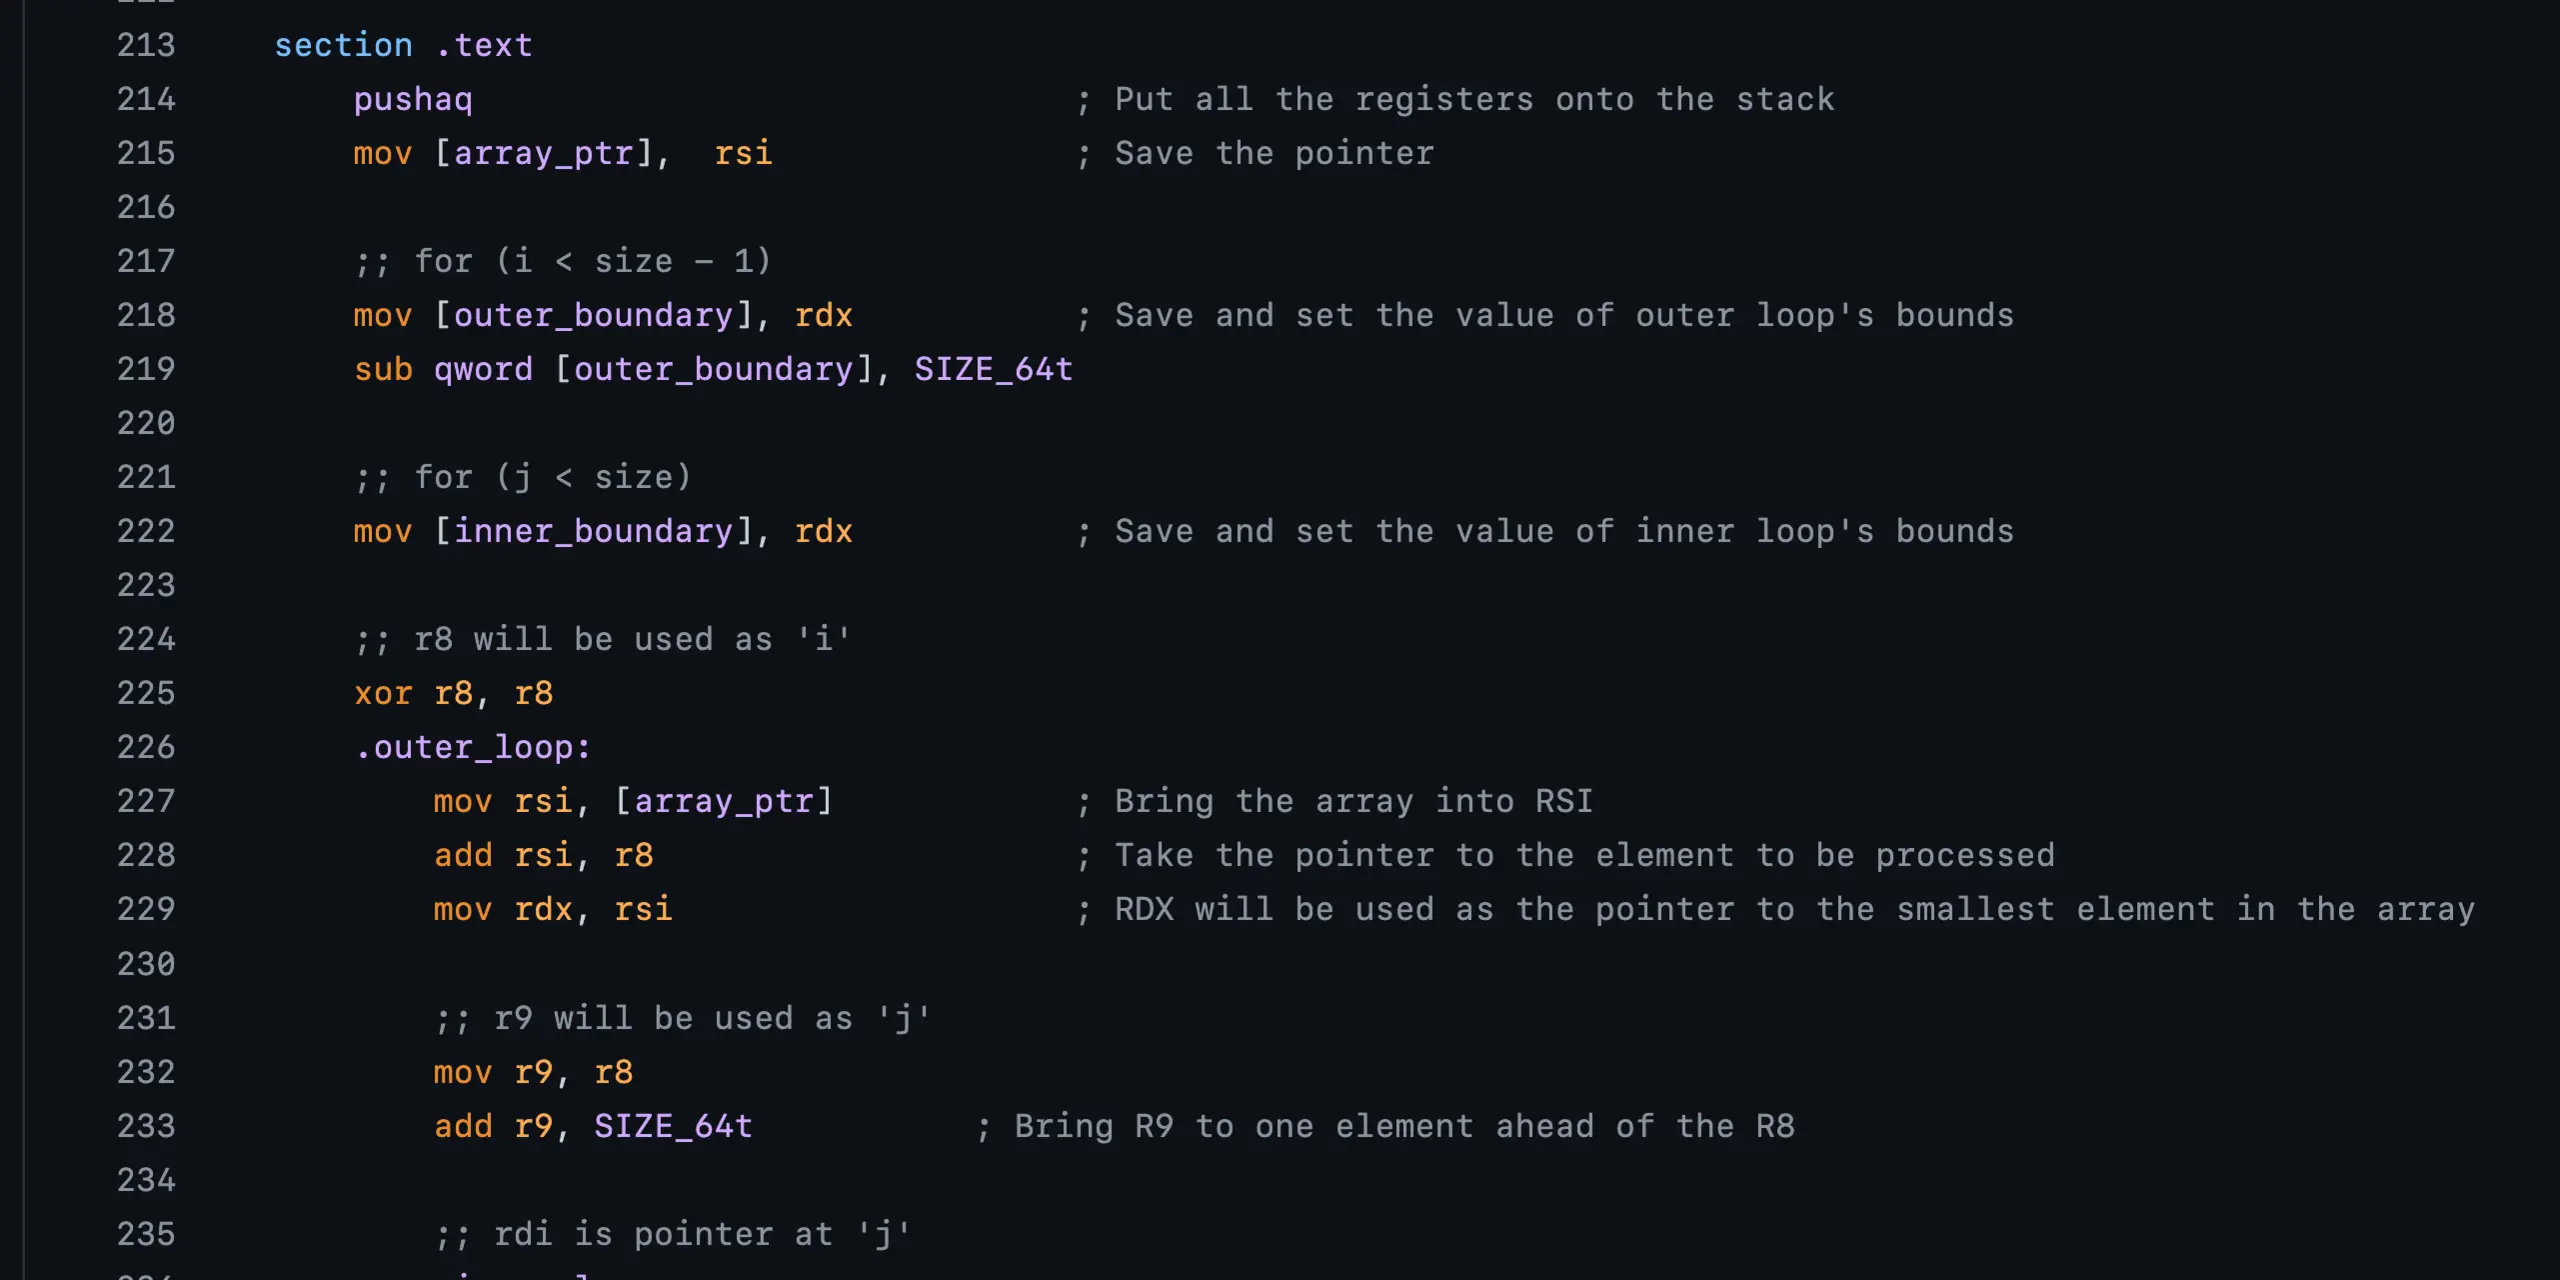 213 section .text
214 pushaq ; Put all the registers onto the stack
215 mov [array_ptr], rsi ; Save the pointer
216
217 ;; for (i < size - 1)
218 mov [outer_boundary], rdx ; Save and set the value of outer loop's bounds
219 sub qword [outer_boundary], SIZE_64t
220
221 ;; for (j < size)
222 mov [inner_boundary], rdx ; Save and set the value of inner loop's bounds
223
224 ;; r8 will be used as 'i'
225 xor r8, r8
226 .outer_loop:
227 mov rsi, [array_ptr] ; Bring the array into RSI
228 add rsi, r8 ; Take the pointer to the element to be processed
229 mov rdx, rsi ; RDX will be used as the pointer to the smallest element in the array
230
231 ;; r9 will be used as 'j'
232 mov r9, r8
233 add r9, SIZE_64t ; Bring R9 to one element ahead of the R8
234
235 ;; rdi is pointer at 'j'